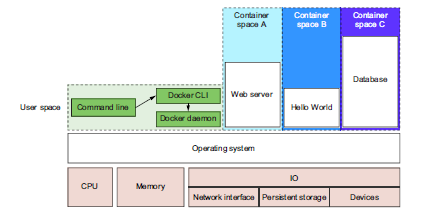 Container
space A
Container
space B
Container
space C
Docker CLI
Web server
Database
User space
Command line
Hello World
Docker daemon
Operating system
CPU
Memory
IO
Network interface
Persistent storage
Devices